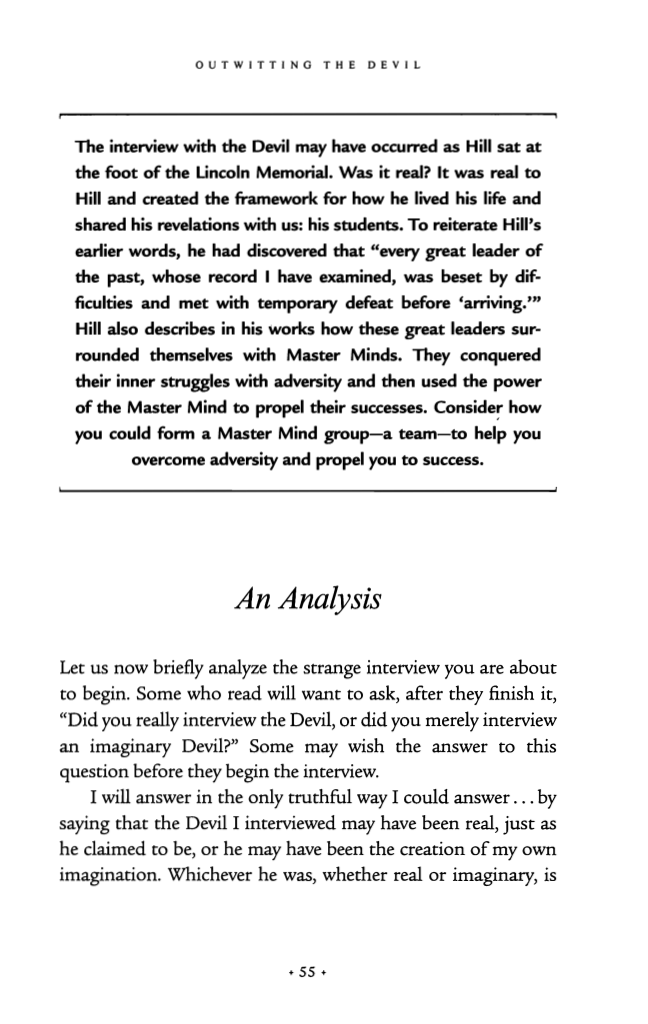 OUTWITTING THE DEVIL
The interview with the Devil may have occurred as Hill sat at
the foot of the Lincoln Memorial. Was it real? It was real to
Hill and created the framework for how he lived his life and
shared his revelations with us: his students. To reiterate Hill's
earlier words, he had discovered that “every great leader of
the past, whose record I have examined, was beset by dif-
ficulties and met with temporary defeat before ‘arriving.’”
Hill also describes in his works how these great leaders sur-
rounded themselves with Master Minds. They conquered
their inner struggles with adversity and then used the power
of the Master Mind to propel their successes. Consider how
you could form a Master Mind group—a team—to help you
overcome adversity and propel you to success.
An Analysis
Let us now briefly analyze the strange interview you are about
to begin. Some who read will want to ask, after they finish it,
“Did you really interview the Devil, or did you merely interview
an imaginary Devil?” Some may wish the answer to this
question before they begin the interview.
I will answer in the only truthful way I could answer . . . by
saying that the Devil I interviewed may have been real, just as
he claimed to be, or he may have been the creation of my own
imagination. Whichever he was, whether real or imaginary, is
• 55 •